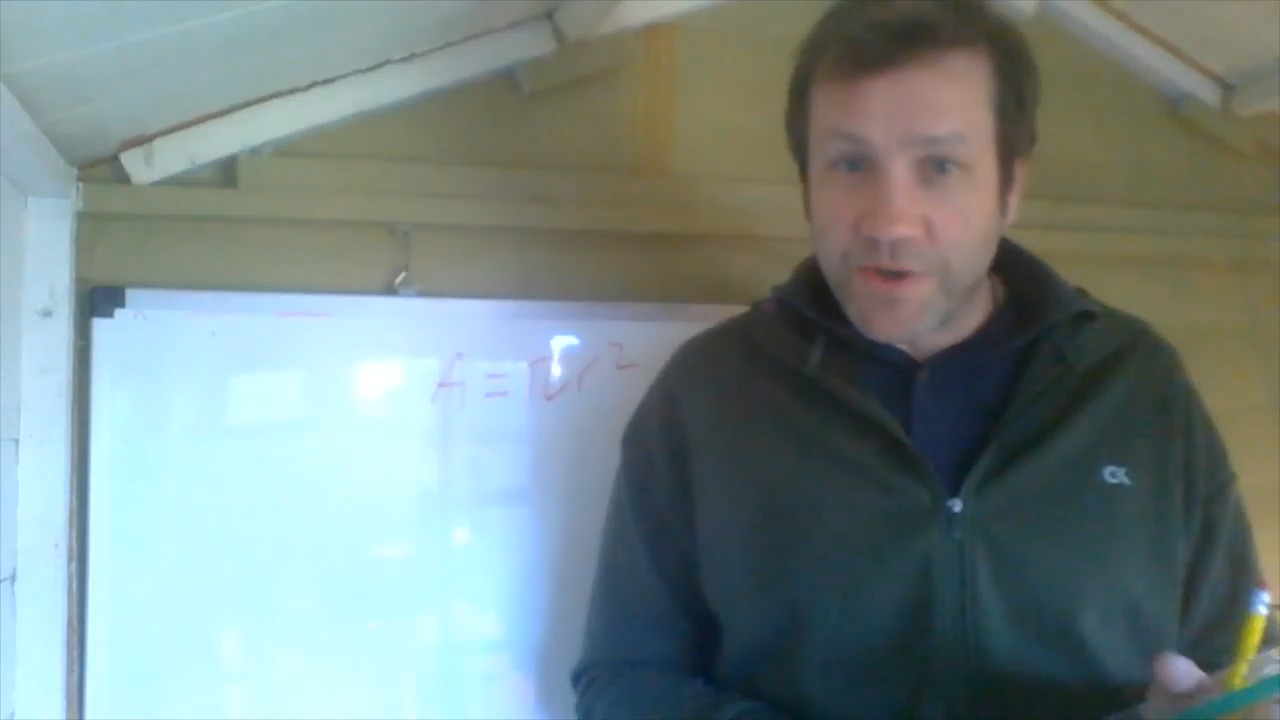 A = πr²